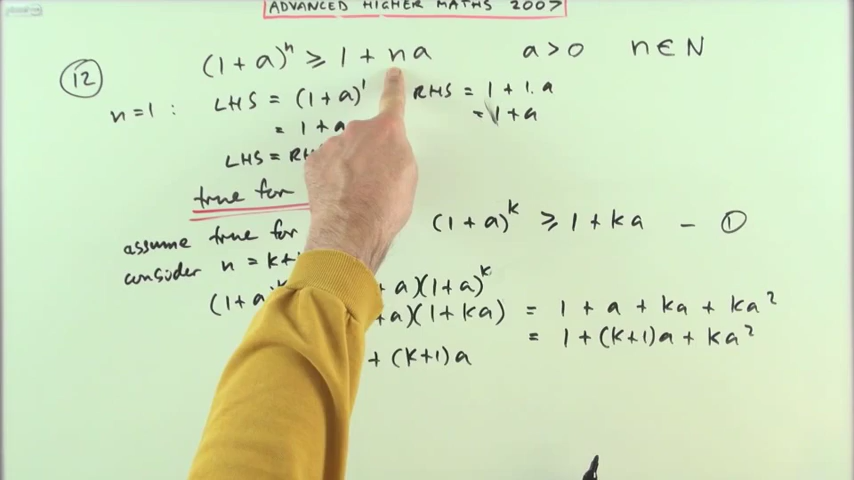 ADVANCED HIGHER MATHS 2007
12 (1+a)^n ≥ 1 + na a > 0 n ∈ N
n=1 : LHS = (1+a)^1 RHS = 1 + 1.a
= 1+a = 1+a
LHS =
true for
assume true for (1+a)^k ≥ 1 + ka - ①
consider n = k+
(1+a a)(1+a)^k
a)(1+ka) = 1 + a + ka + ka²
= 1+(k+1)a + ka²
+ (k+1)a